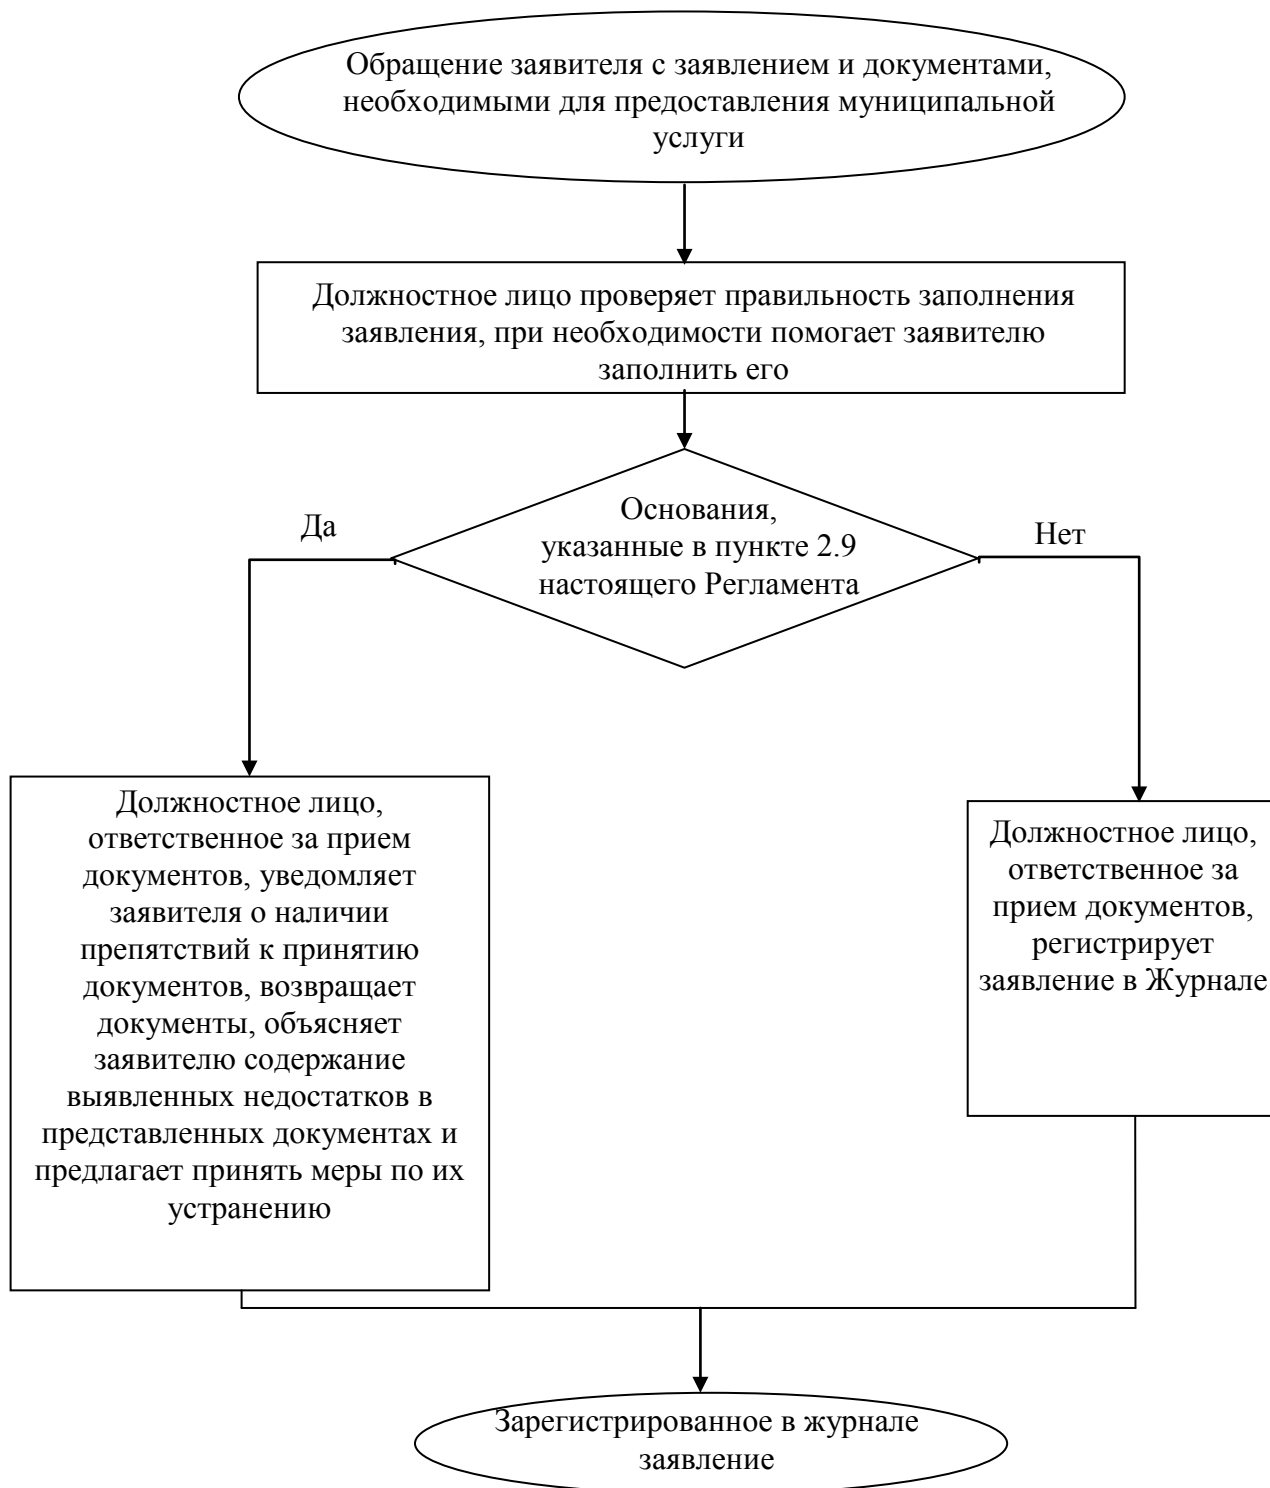 Обращение заявителя с заявлением и документами,
необходимыми для предоставления муниципальной
услуги
Должностное лицо проверяет правильность заполнения
заявления, при необходимости помогает заявителю
заполнить его
Основания,
указанные в пункте 2.9
настоящего Регламента
Да
Нет
Должностное лицо,
ответственное за прием
документов, уведомляет
заявителя о наличии
препятствий к принятию
документов, возвращает
документы, объясняет
заявителю содержание
выявленных недостатков в
представленных документах и
предлагает принять меры по их
устранению
Должностное лицо,
ответственное за
прием документов,
регистрирует
заявление в Журнале
Зарегистрированное в журнале
заявление